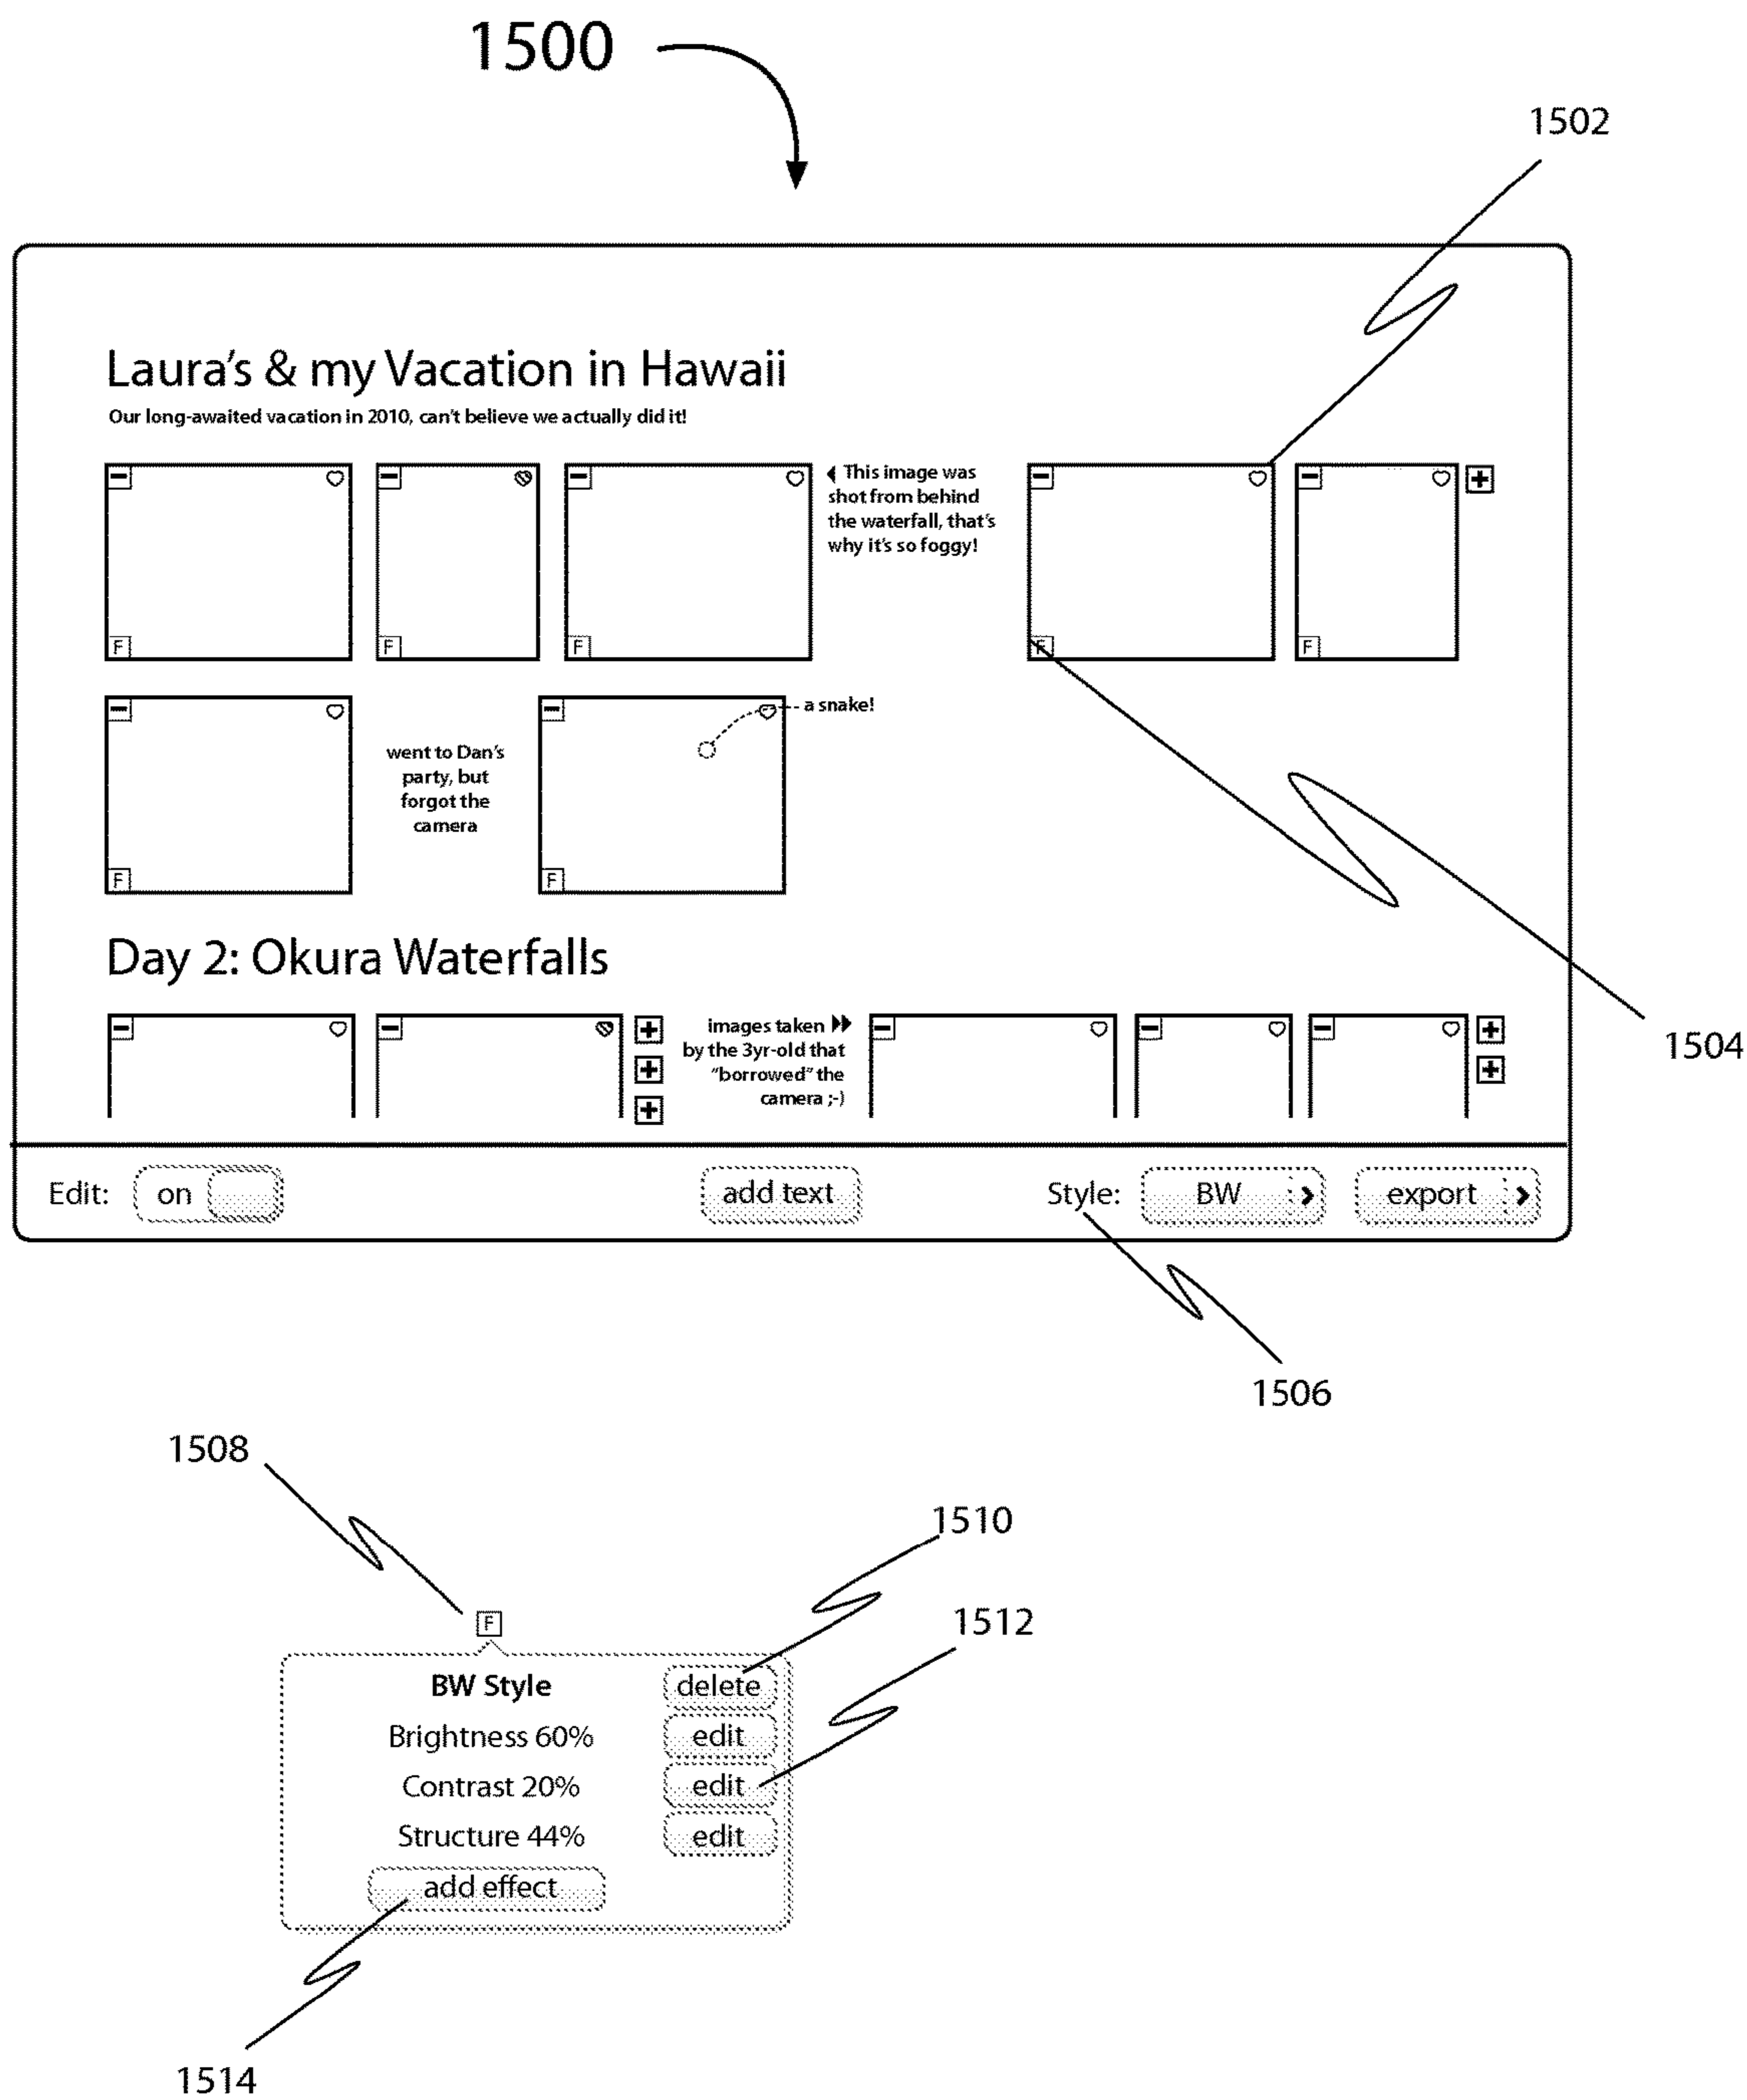 1500
1502
Laura's & my Vacation in Hawaii
Our long-awaited vacation in 2010, can't believe we actually did it!
This image was
shot from behind
the waterfall, that's
why it's so foggy!
F
F
F
F
F
a snake!
went to Dan's
party, but
forgot the
camera
F
F
Day 2: Okura Waterfalls
images taken
by the 3yr-old that
"borrowed" the
camera ;-)
1504
Edit: on
add text
Style: BW
export
1506
1508
1510
1512
F
BW Style delete
Brightness 60% edit
Contrast 20% edit
Structure 44% edit
add effect
1514